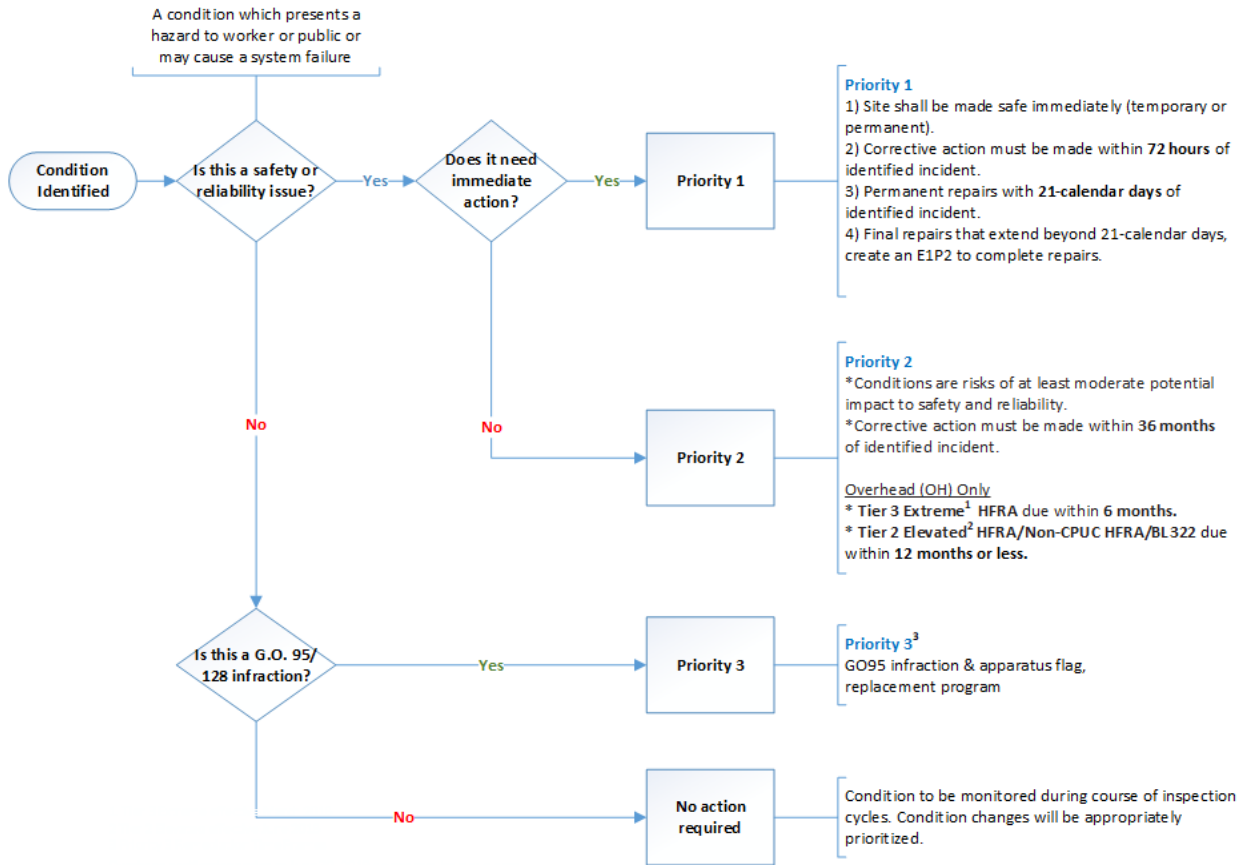 A condition which presents a
hazard to worker or public or
may cause a system failure
Condition
Identified
Is this a safety or
reliability issue?
Yes
Does it need
immediate
action?
Yes
Priority 1
Priority 1
1) Site shall be made safe immediately (temporary or
permanent).
2) Corrective action must be made within 72 hours of
identified incident.
3) Permanent repairs with 21-calendar days of
identified incident.
4) Final repairs that extend beyond 21-calendar days,
create an E1P2 to complete repairs.
No
No
Priority 2
Priority 2
*Conditions are risks of at least moderate potential
impact to safety and reliability.
*Corrective action must be made within 36 months
of identified incident.
Overhead (OH) Only
* Tier 3 Extreme¹ HFRA due within 6 months.
* Tier 2 Elevated² HFRA/Non-CPUC HFRA/BL322 due
within 12 months or less.
Is this a G.O. 95/
128 infraction?
Yes
Priority 3
Priority 3³
GO95 infraction & apparatus flag,
replacement program
No
No action
required
Condition to be monitored during course of inspection
cycles. Condition changes will be appropriately
prioritized.